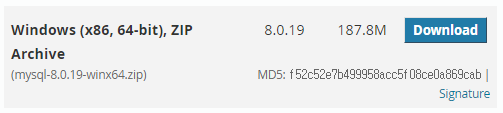 Windows (x86, 64-bit), ZIP Archive 8.0.19 187.8M Download
(mysql-8.0.19-winx64.zip) MD5: f52c52e7b499958acc5f08ce0a869cab |
Signature